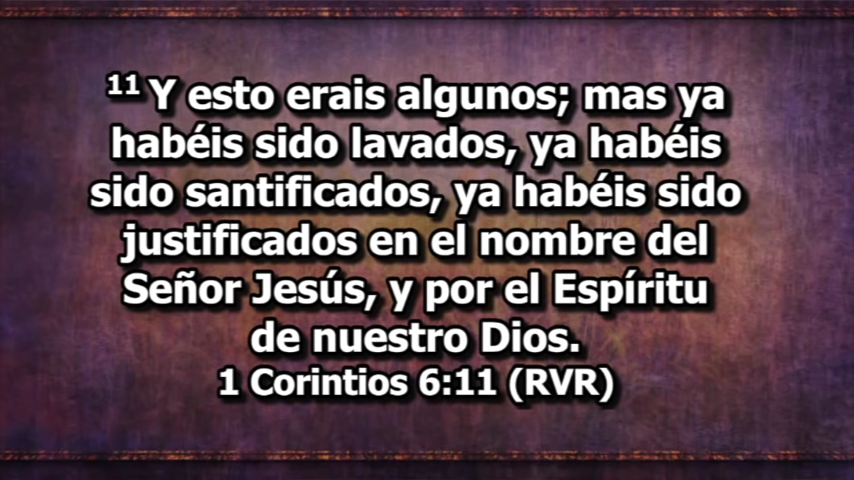 11 Y esto erais algunos; mas ya
habéis sido lavados, ya habéis
sido santificados, ya habéis sido
justificados en el nombre del
Señor Jesús, y por el Espíritu
de nuestro Dios.
1 Corintios 6:11 (RVR)